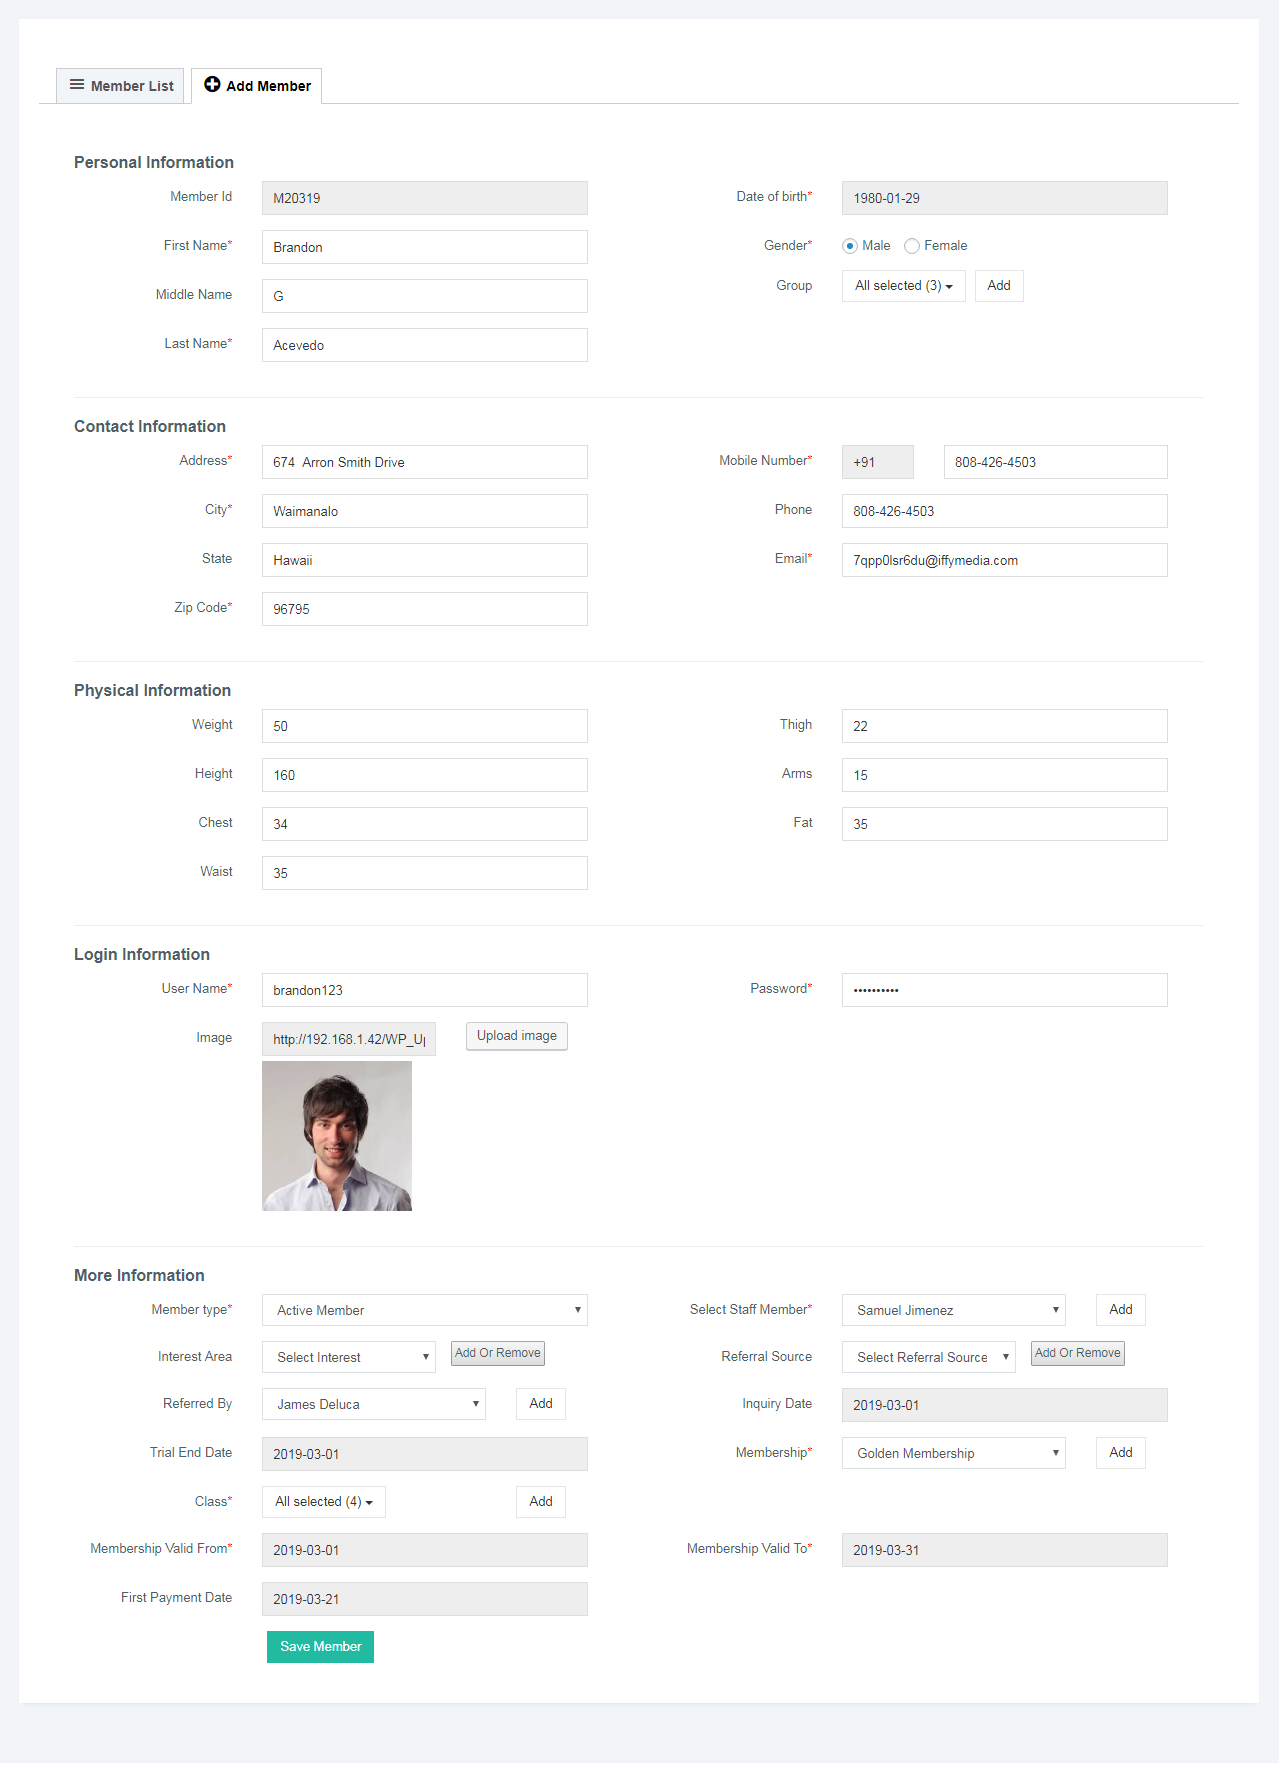 Member List
Add Member
Personal Information
Member Id M20319 Date of birth* 1980-01-29
First Name* Brandon Gender* Male Female
Middle Name G Group All selected (3) Add
Last Name* Acevedo
Contact Information
Address* 674 Arron Smith Drive Mobile Number* +91 808-426-4503
City* Waimanalo Phone 808-426-4503
State Hawaii Email* 7qpp0lsr6du@iffymedia.com
Zip Code* 96795
Physical Information
Weight 50 Thigh 22
Height 160 Arms 15
Chest 34 Fat 35
Waist 35
Login Information
User Name* brandon123 Password* ••••••••••
Image http://192.168.1.42/WP_U Upload image
More Information
Member type* Active Member Select Staff Member* Samuel Jimenez Add
Interest Area Select Interest Add Or Remove Referral Source Select Referral Source Add Or Remove
Referred By James Deluca Add Inquiry Date 2019-03-01
Trial End Date 2019-03-01 Membership* Golden Membership Add
Class* All selected (4) Add
Membership Valid From* 2019-03-01 Membership Valid To* 2019-03-31
First Payment Date 2019-03-21
Save Member